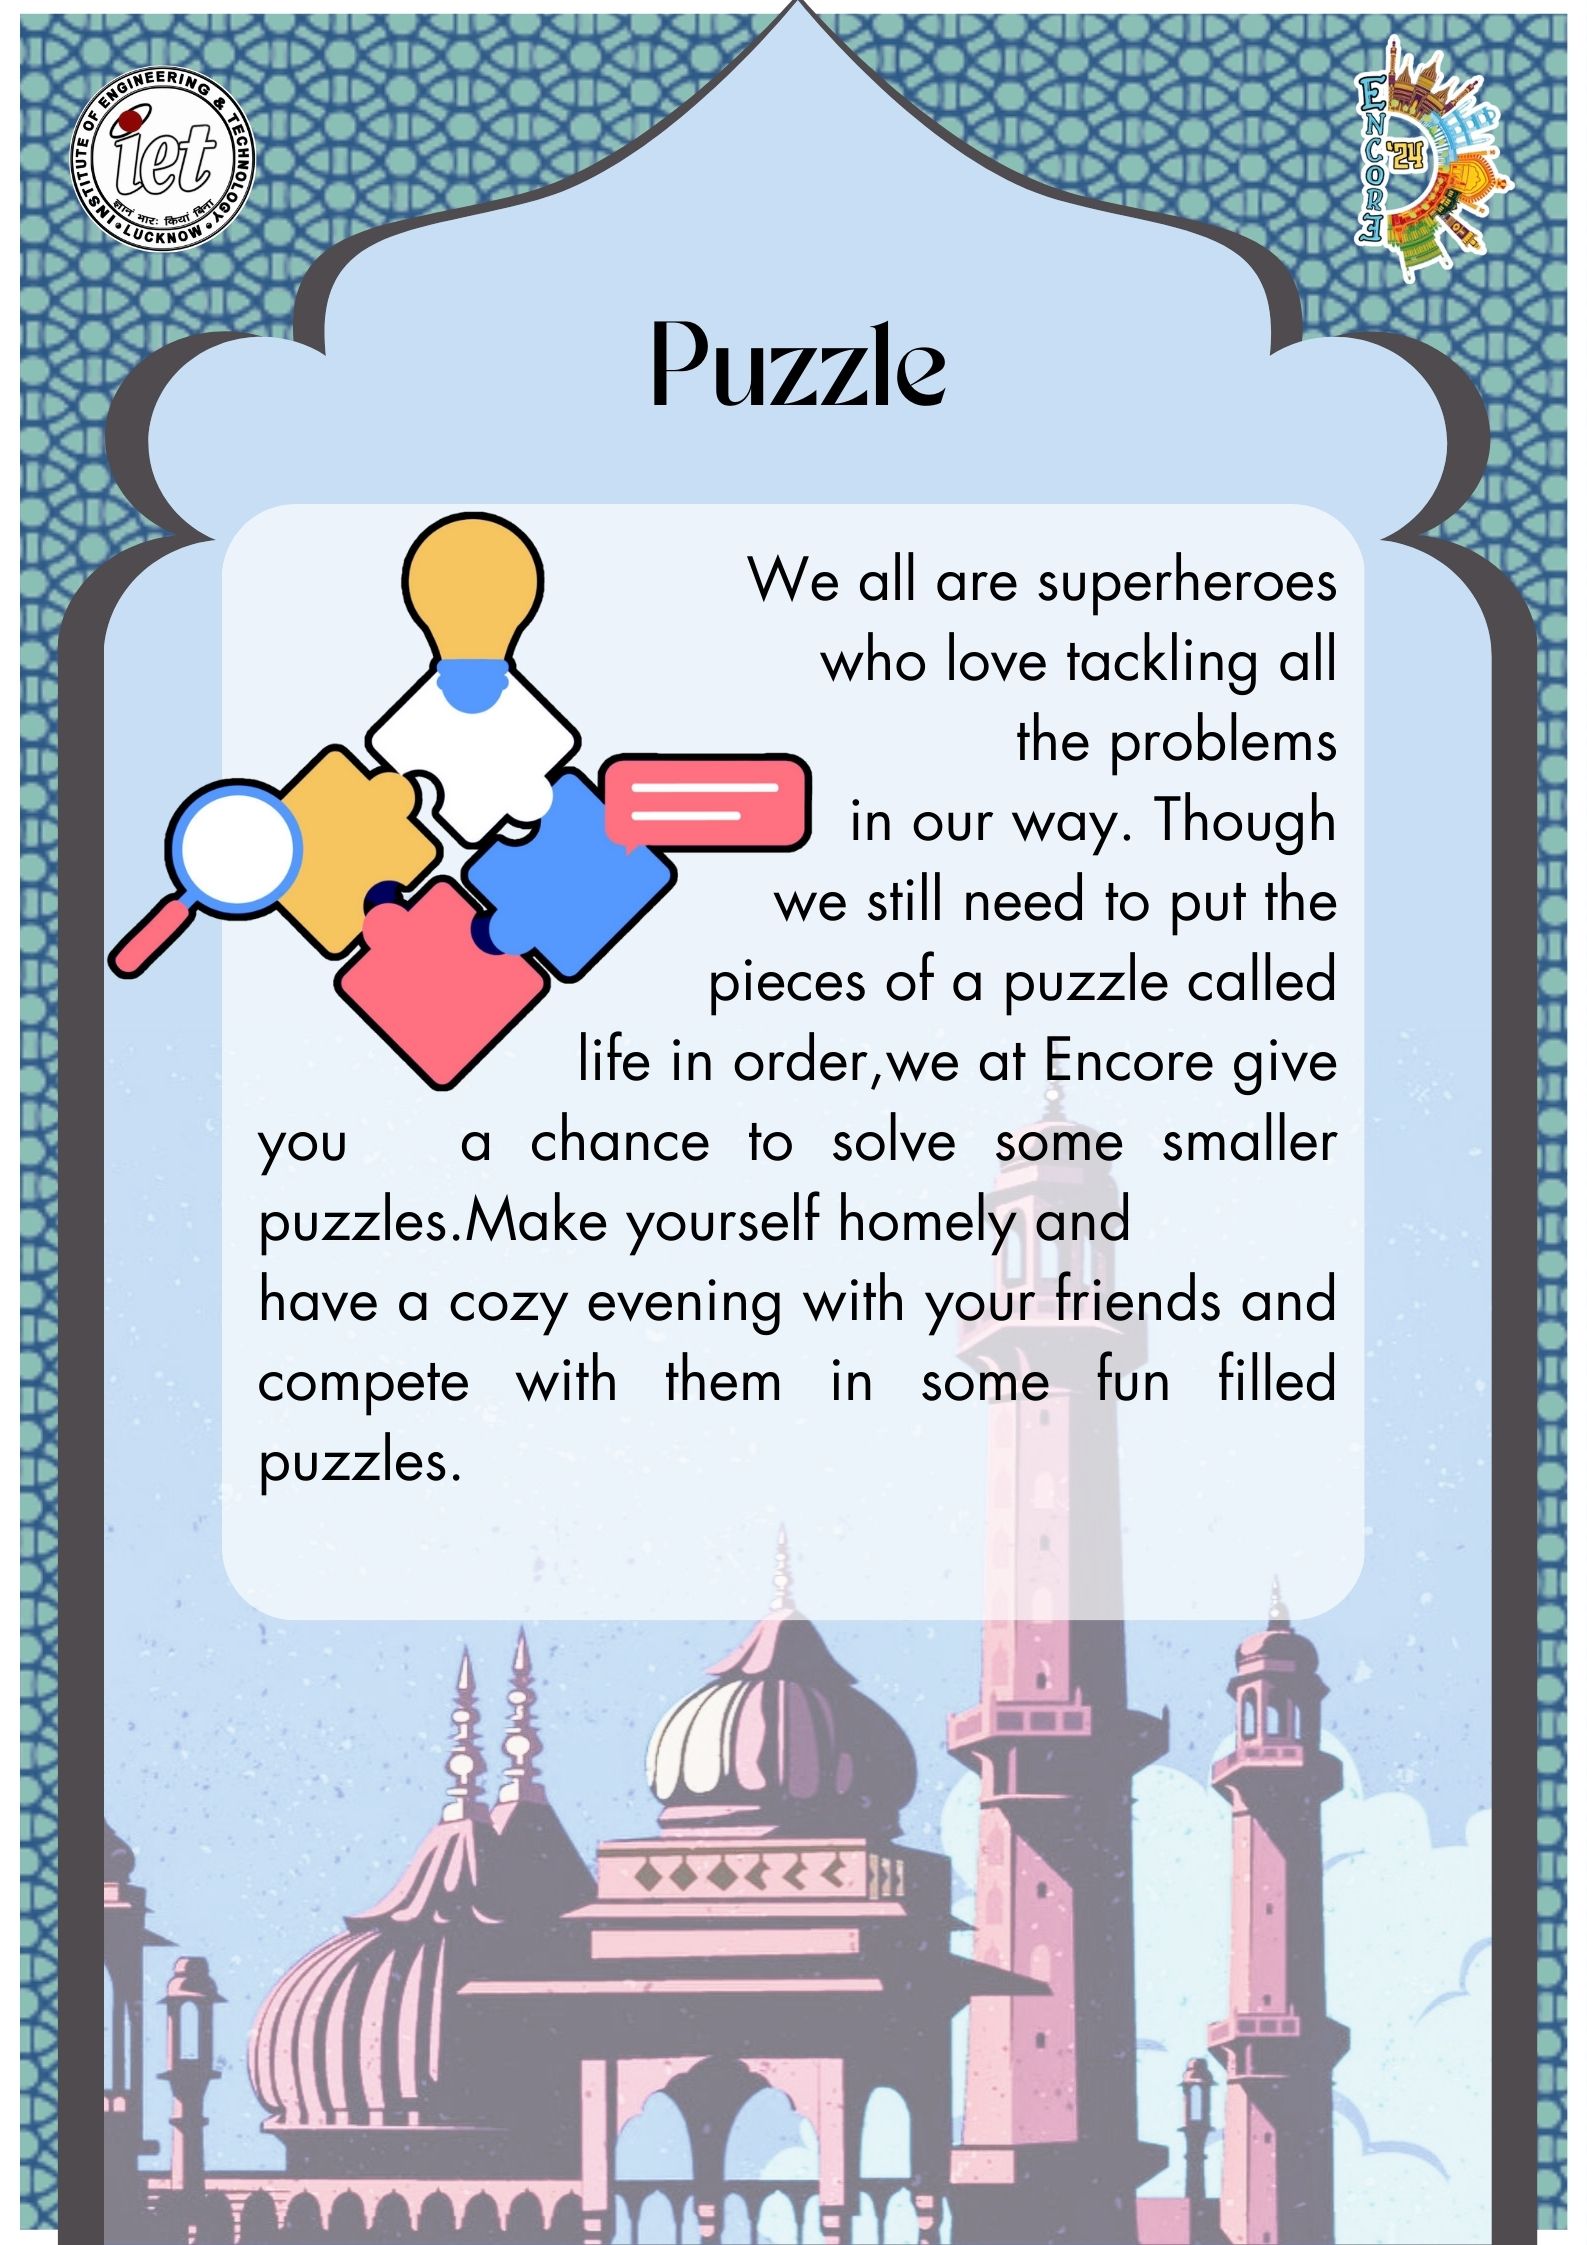 INSTITUTE OF ENGINEERING & TECHNOLOGY
iet
LUCKNOW
ENCORE
'24
Puzzle
We all are superheroes
who love tackling all
the problems
in our way. Though
we still need to put the
pieces of a puzzle called
life in order,we at Encore give
you a chance to solve some smaller
puzzles.Make yourself homely and
have a cozy evening with your friends and
compete with them in some fun filled
puzzles.